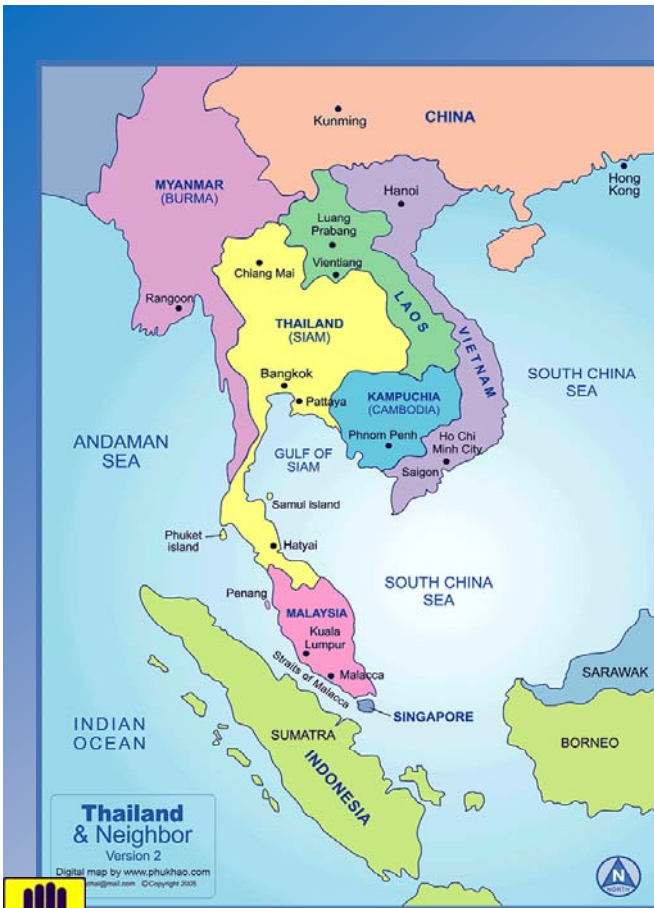 Kunming
CHINA
Hong
Kong
MYANMAR
(BURMA)
Hanoi
Luang
Prabang
Chiang Mai
Vientiang
Rangoon
LAOS
VIETNAM
THAILAND
(SIAM)
SOUTH CHINA
SEA
Bangkok
Pattaya
KAMPUCHIA
(CAMBODIA)
Phnom Penh
Ho Chi
Minh City
Saigon
ANDAMAN
SEA
GULF OF
SIAM
Samui Island
Phuket
island
Hatyai
SOUTH CHINA
SEA
Penang
MALAYSIA
Kuala
Lumpur
Malacca
Straits of Malacca
SARAWAK
SINGAPORE
INDIAN
OCEAN
SUMATRA
INDONESIA
BORNEO
Thailand
& Neighbor
Version 2
Digital map by www.phukhao.com
©Copyright 2005
N
NORTH